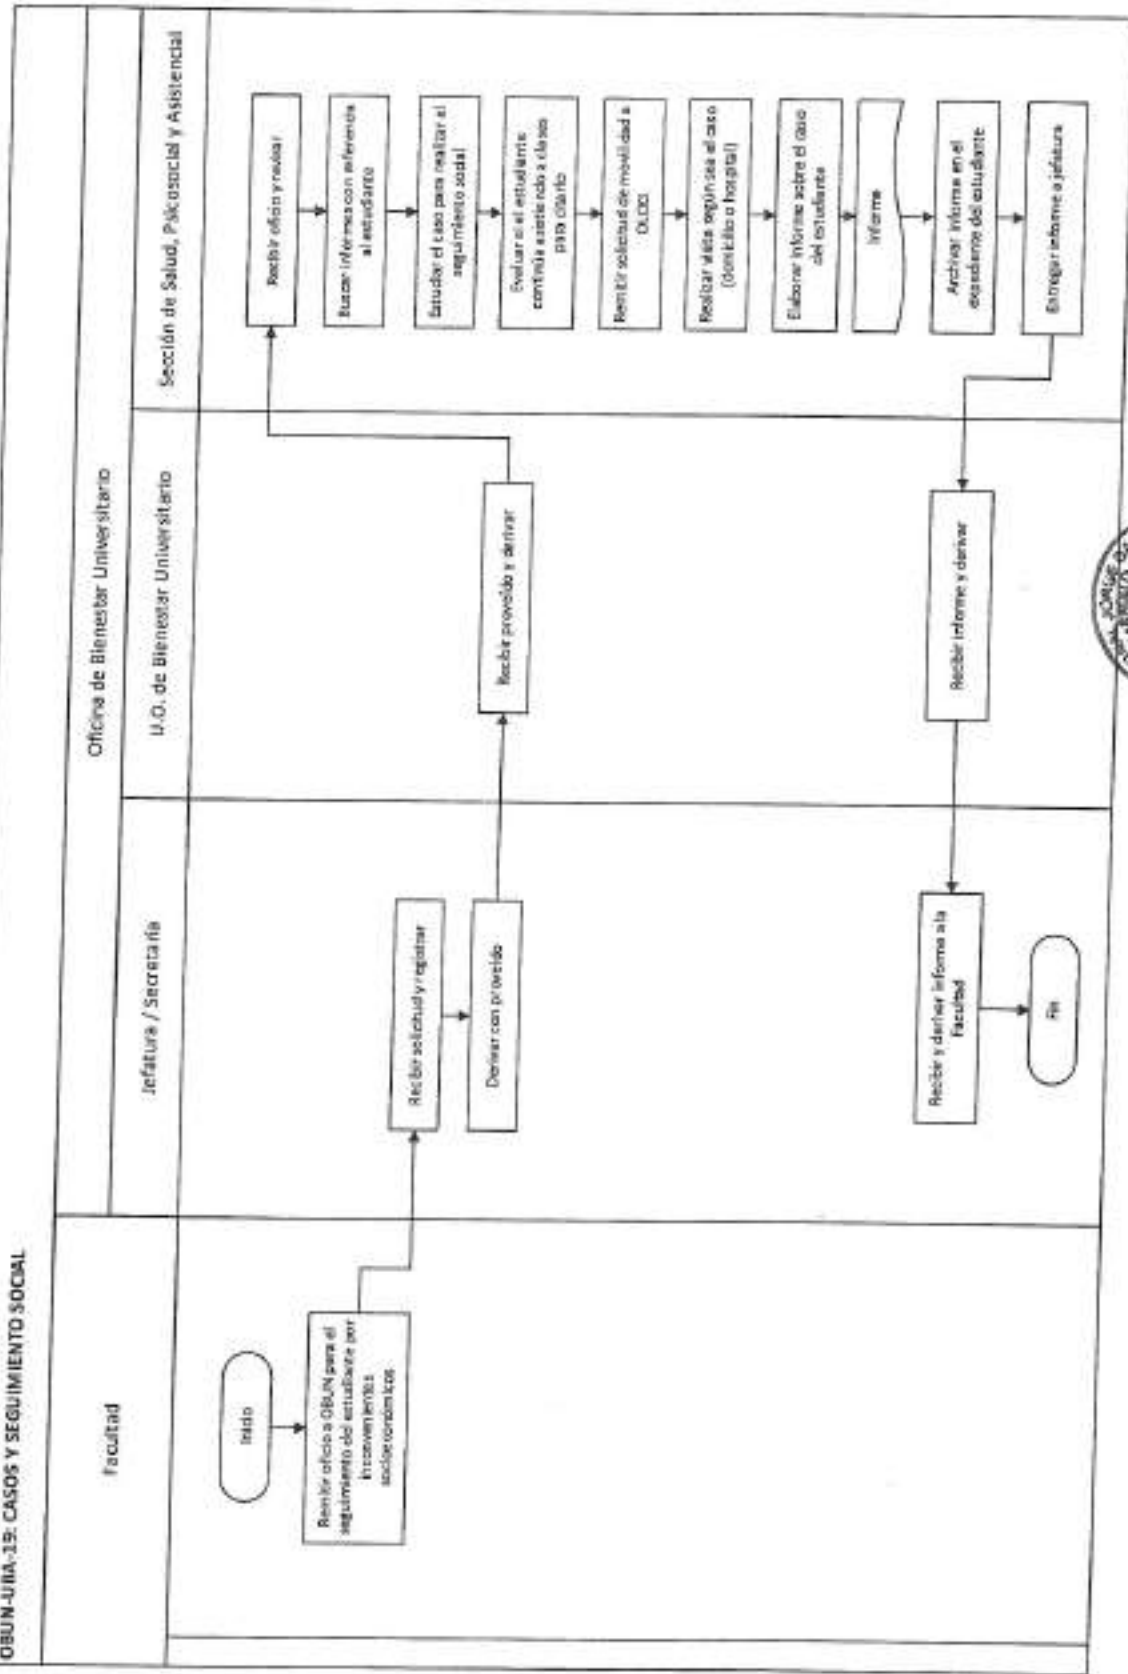 OBUN-UBA-19: CASOS Y SEGUIMIENTO SOCIAL
Facultad
Oficina de Bienestar Universitario
Jefatura / Secretaría
U.O. de Bienestar Universitario
Sección de Salud, Psicosocial y Asistencial
Inicio
Remitir oficio a OBUN para el
seguimiento del estudiante por
inconvenientes
socioeconómicos
Recibir solicitud y registrar
Derivar con proveído
Recibir proveído y derivar
Recibir oficio y revisar
Buscar informes con referencia
al estudiante
Estudiar el caso para realizar el
seguimiento social
Evaluar si el estudiante
continúa asistiendo a clases
para citarlo
Remitir solicitud de movilidad a
Realizar visita según sea el caso
(domicilio o hospital)
Elaborar informe sobre el caso
del estudiante
Informe
Archivar informe en el
expediente del estudiante
Entregar informe a jefatura
Recibir informe y derivar
Recibir y derivar informe a la
Facultad
Fin
JORGE